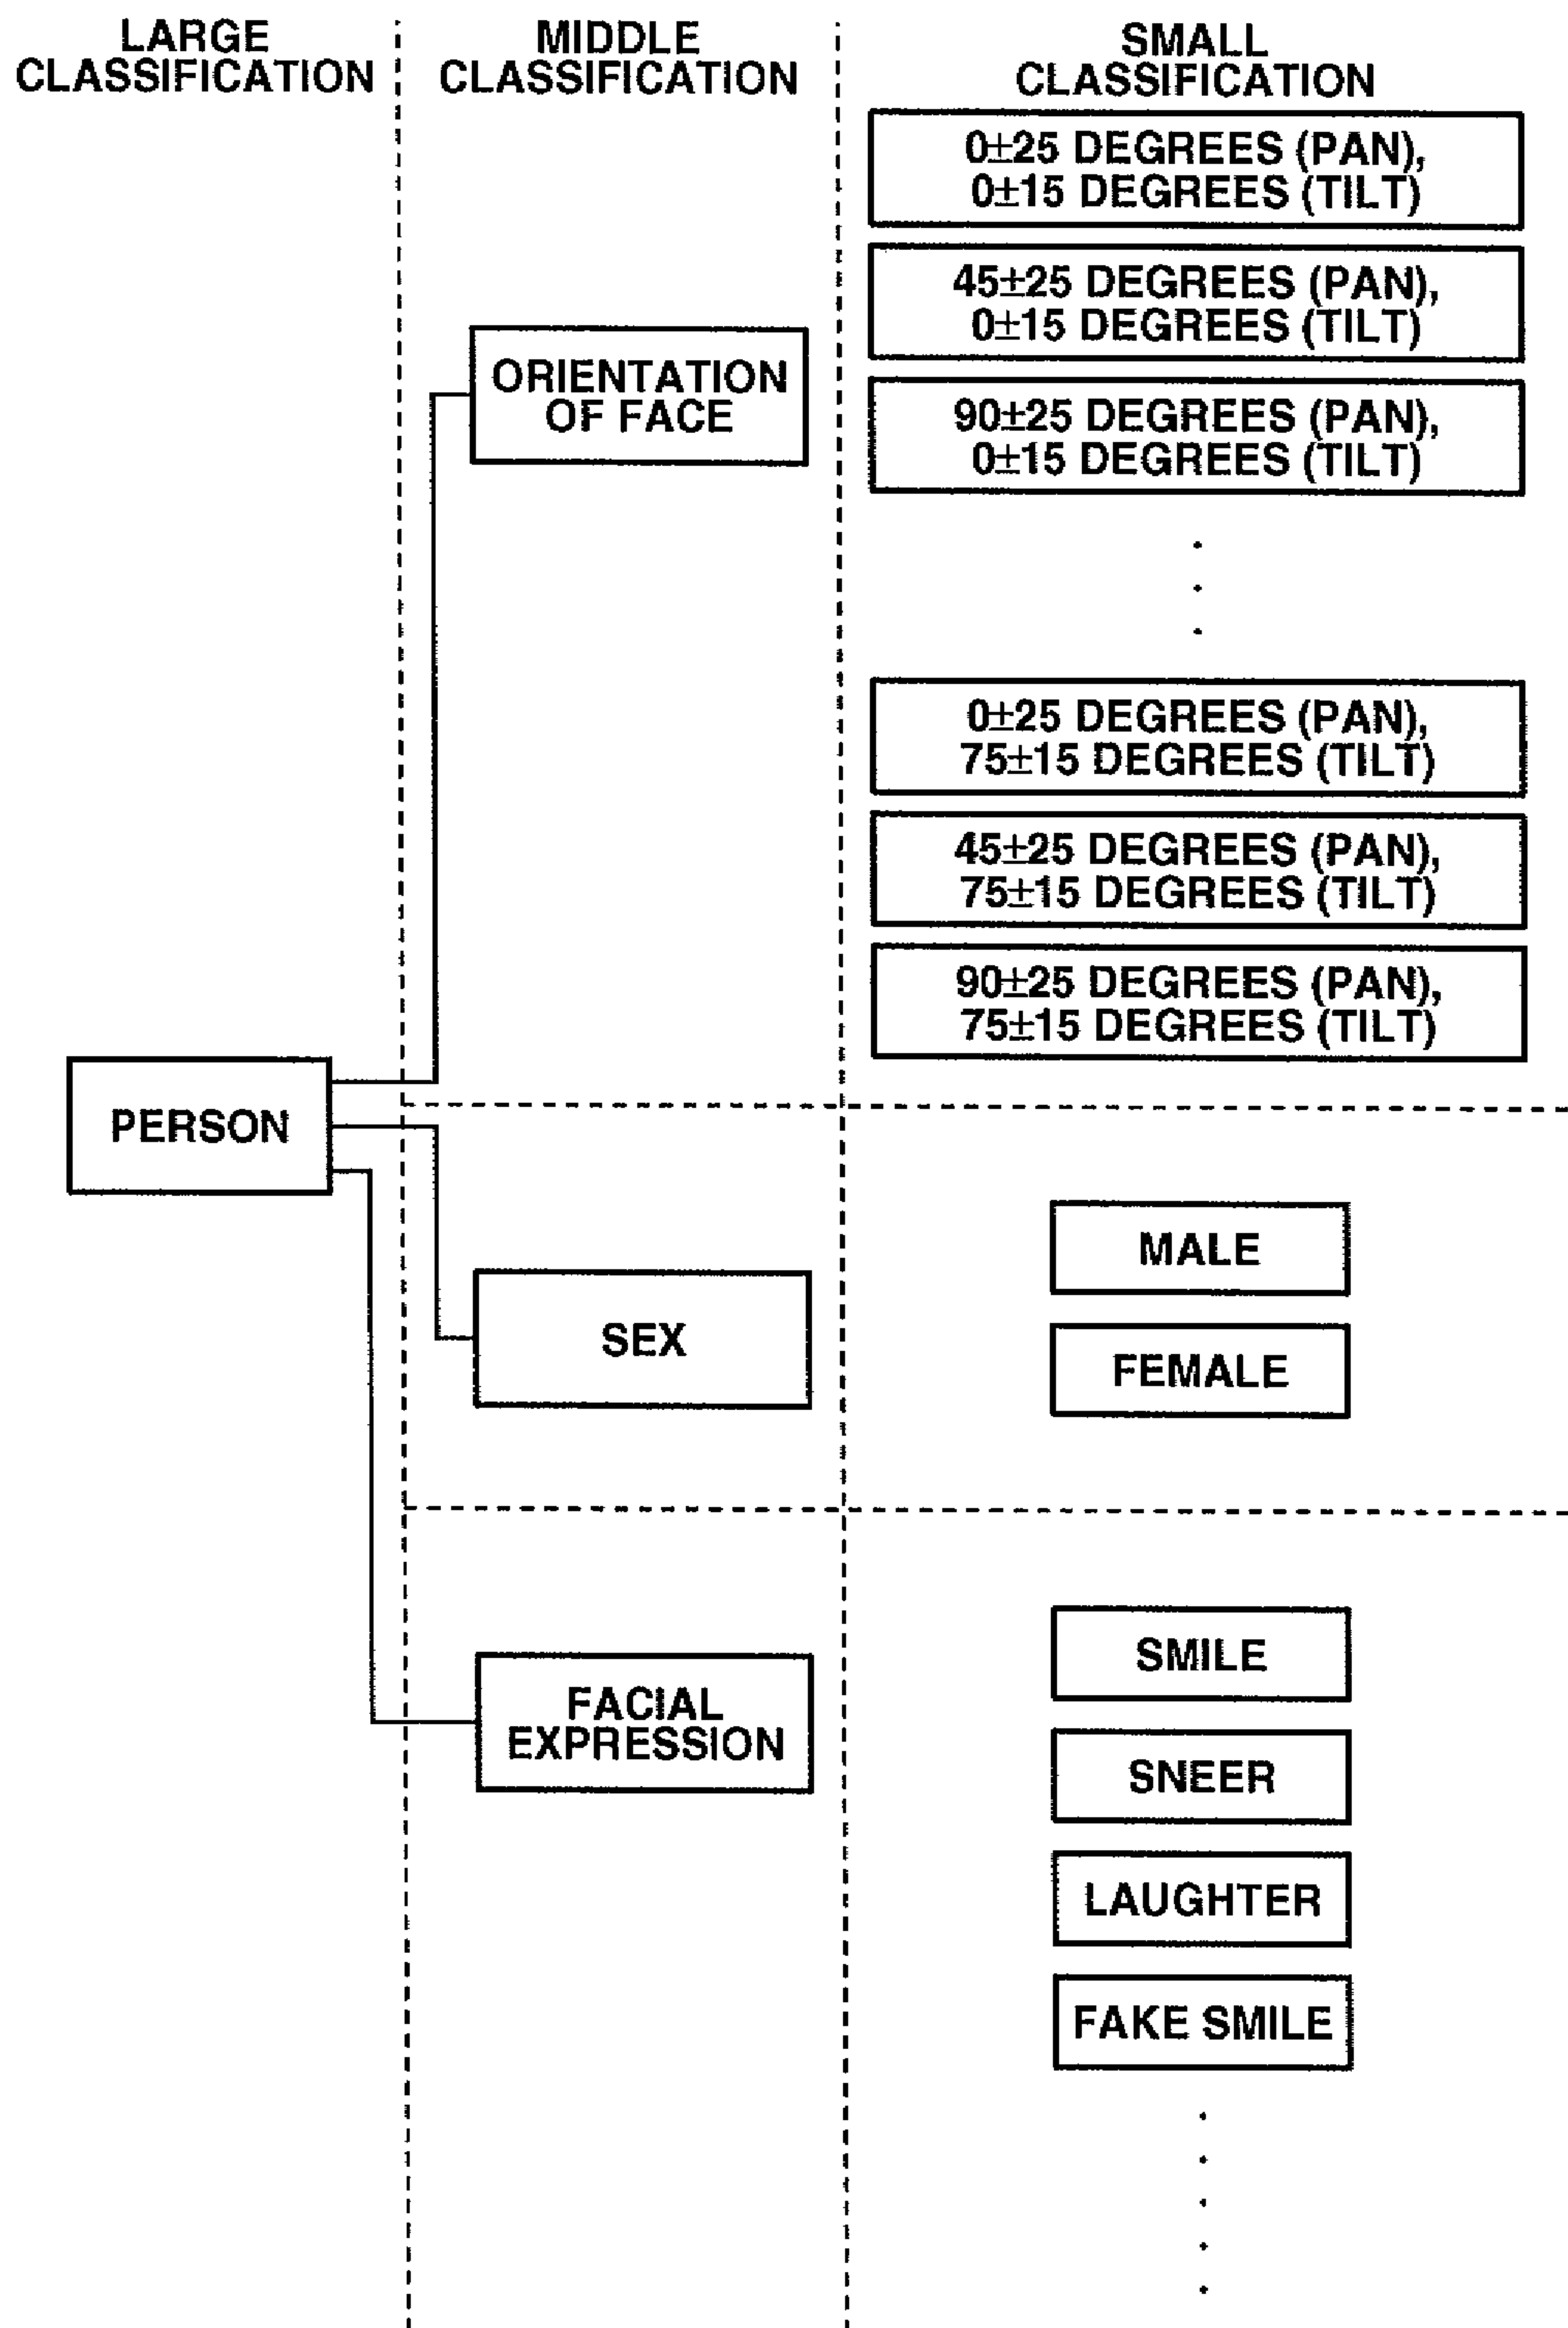 LARGE
CLASSIFICATION
MIDDLE
CLASSIFICATION
SMALL
CLASSIFICATION
0±25 DEGREES (PAN),
0±15 DEGREES (TILT)
45±25 DEGREES (PAN),
0±15 DEGREES (TILT)
ORIENTATION
OF FACE
90±25 DEGREES (PAN),
0±15 DEGREES (TILT)
0±25 DEGREES (PAN),
75±15 DEGREES (TILT)
45±25 DEGREES (PAN),
75±15 DEGREES (TILT)
90±25 DEGREES (PAN),
75±15 DEGREES (TILT)
PERSON
SEX
MALE
FEMALE
FACIAL
EXPRESSION
SMILE
SNEER
LAUGHTER
FAKE SMILE